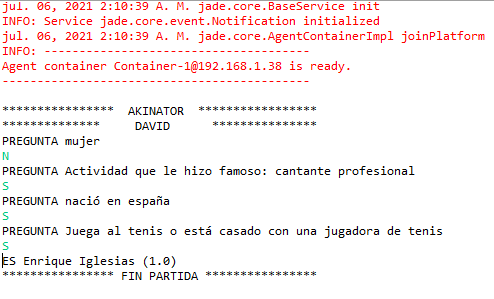 jul. 06, 2021 2:10:39 A. M. jade.core.BaseService init
INFO: Service jade.core.event.Notification initialized
jul. 06, 2021 2:10:39 A. M. jade.core.AgentContainerImpl joinPlatform
INFO: --------------------------------------
Agent container Container-1@192.168.1.38 is ready.
--------------------------------------------
**************** AKINATOR *****************
************** DAVID ***************
PREGUNTA mujer
N
PREGUNTA Actividad que le hizo famoso: cantante profesional
S
PREGUNTA nació en españa
S
PREGUNTA Juega al tenis o está casado con una jugadora de tenis
S
ES Enrique Iglesias (1.0)
**************** FIN PARTIDA ****************